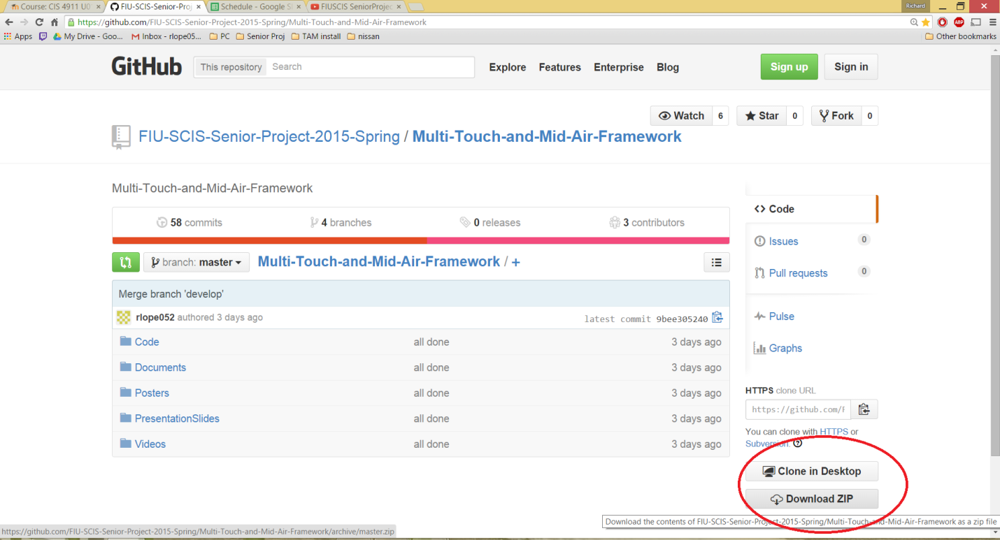 Course: CIS 4911 U0
FIU-SCIS-Senior-Proj
Schedule - Google S
FIUSCIS SeniorProjec
Richard
https://github.com/FIU-SCIS-Senior-Project-2015-Spring/Multi-Touch-and-Mid-Air-Framework
ABP
Apps My Drive - Goo... Inbox - rlope05... PC Senior Proj TAM install nissan Other bookmarks
GitHub This repository Search Explore Features Enterprise Blog Sign up Sign in
Watch 6 Star 0 Fork 0
FIU-SCIS-Senior-Project-2015-Spring / Multi-Touch-and-Mid-Air-Framework
Multi-Touch-and-Mid-Air-Framework
58 commits 4 branches 0 releases 3 contributors
branch: master Multi-Touch-and-Mid-Air-Framework / +
Merge branch 'develop'
rlope052 authored 3 days ago latest commit 9bee305240
Code all done 3 days ago
Documents all done 3 days ago
Posters all done 3 days ago
PresentationSlides all done 3 days ago
Videos all done 3 days ago
Code
Issues 0
Pull requests 0
Pulse
Graphs
HTTPS clone URL
https://github.com/F
You can clone with HTTPS or
Subversion.
Clone in Desktop
Download ZIP
Download the contents of FIU-SCIS-Senior-Project-2015-Spring/Multi-Touch-and-Mid-Air-Framework as a zip file
https://github.com/FIU-SCIS-Senior-Project-2015-Spring/Multi-Touch-and-Mid-Air-Framework/archive/master.zip